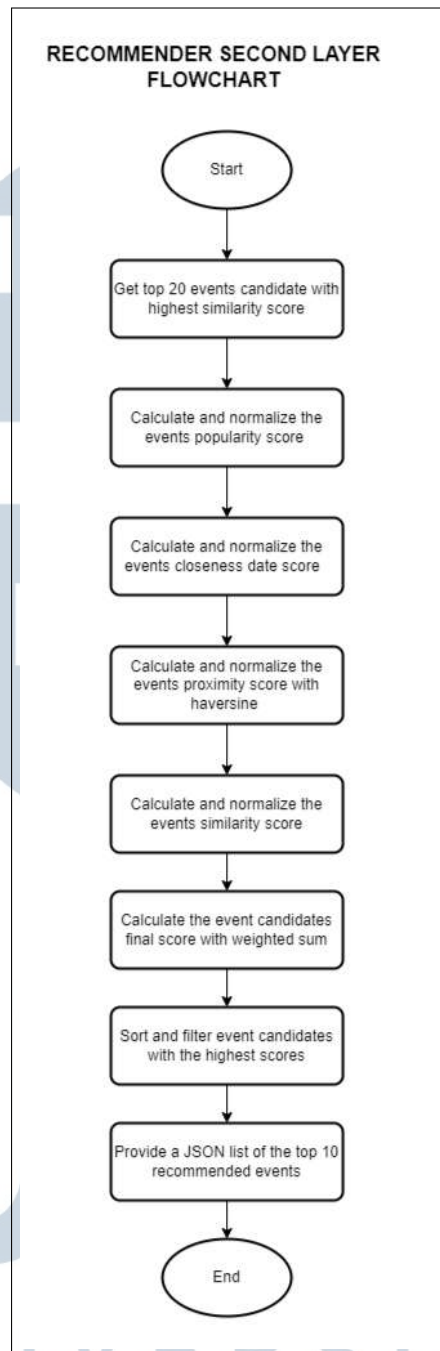 RECOMMENDER SECOND LAYER
FLOWCHART
Start
Get top 20 events candidate with
highest similarity score
Calculate and normalize the
events popularity score
Calculate and normalize the
events closeness date score
Calculate and normalize the
events proximity score with
haversine
Calculate and normalize the
events similarity score
Calculate the event candidates
final score with weighted sum
Sort and filter event candidates
with the highest scores
Provide a JSON list of the top 10
recommended events
End